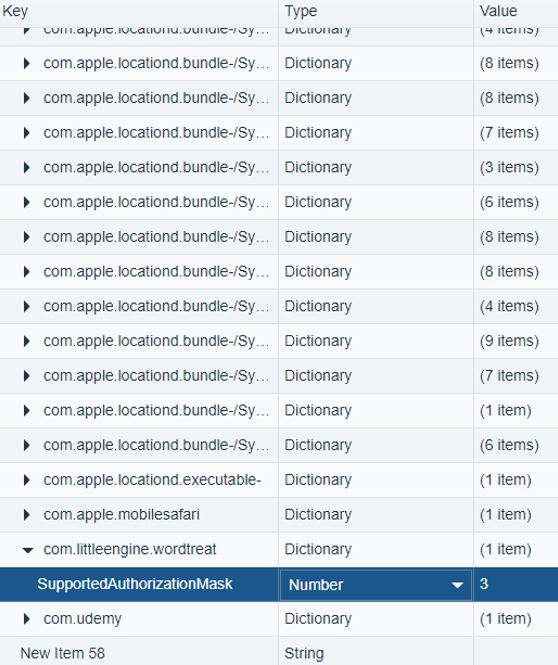 Key Type Value
com.apple.locationd.bundle-/Sy... Dictionary (4 items)
com.apple.locationd.bundle-/Sy... Dictionary (8 items)
com.apple.locationd.bundle-/Sy... Dictionary (8 items)
com.apple.locationd.bundle-/Sy... Dictionary (7 items)
com.apple.locationd.bundle-/Sy... Dictionary (3 items)
com.apple.locationd.bundle-/Sy... Dictionary (6 items)
com.apple.locationd.bundle-/Sy... Dictionary (8 items)
com.apple.locationd.bundle-/Sy... Dictionary (8 items)
com.apple.locationd.bundle-/Sy... Dictionary (4 items)
com.apple.locationd.bundle-/Sy... Dictionary (9 items)
com.apple.locationd.bundle-/Sy... Dictionary (7 items)
com.apple.locationd.bundle-/Sy... Dictionary (1 item)
com.apple.locationd.bundle-/Sy... Dictionary (6 items)
com.apple.locationd.executable- Dictionary (1 item)
com.apple.mobilesafari Dictionary (1 item)
com.littleengine.wordtreat Dictionary (1 item)
SupportedAuthorizationMask Number 3
com.udemy Dictionary (1 item)
New Item 58 String